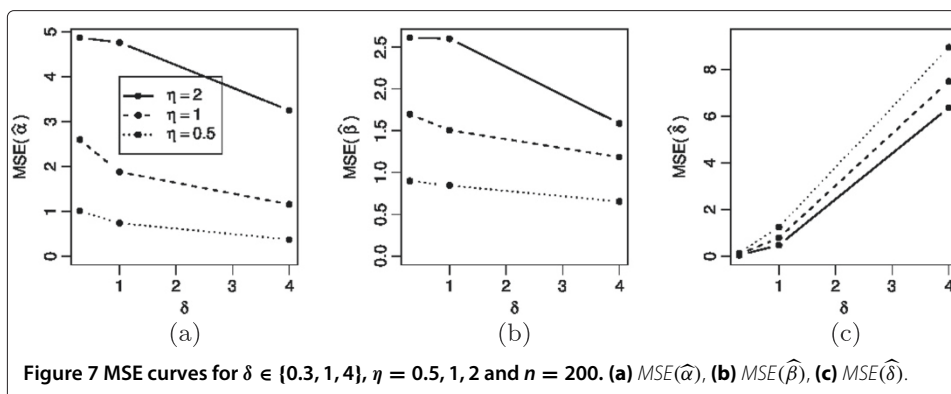 MSE(α̂)
5
4
3
2
1
0
η = 2
η = 1
η = 0.5
1 2 3 4
δ
(a)
MSE(β̂)
2.5
2.0
1.5
1.0
0.5
0.0
1 2 3 4
δ
(b)
MSE(δ̂)
8
6
4
2
0
1 2 3 4
δ
(c)
Figure 7 MSE curves for δ ∈ {0.3, 1, 4}, η = 0.5, 1, 2 and n = 200. (a) MSE(α̂), (b) MSE(β̂), (c) MSE(δ̂).